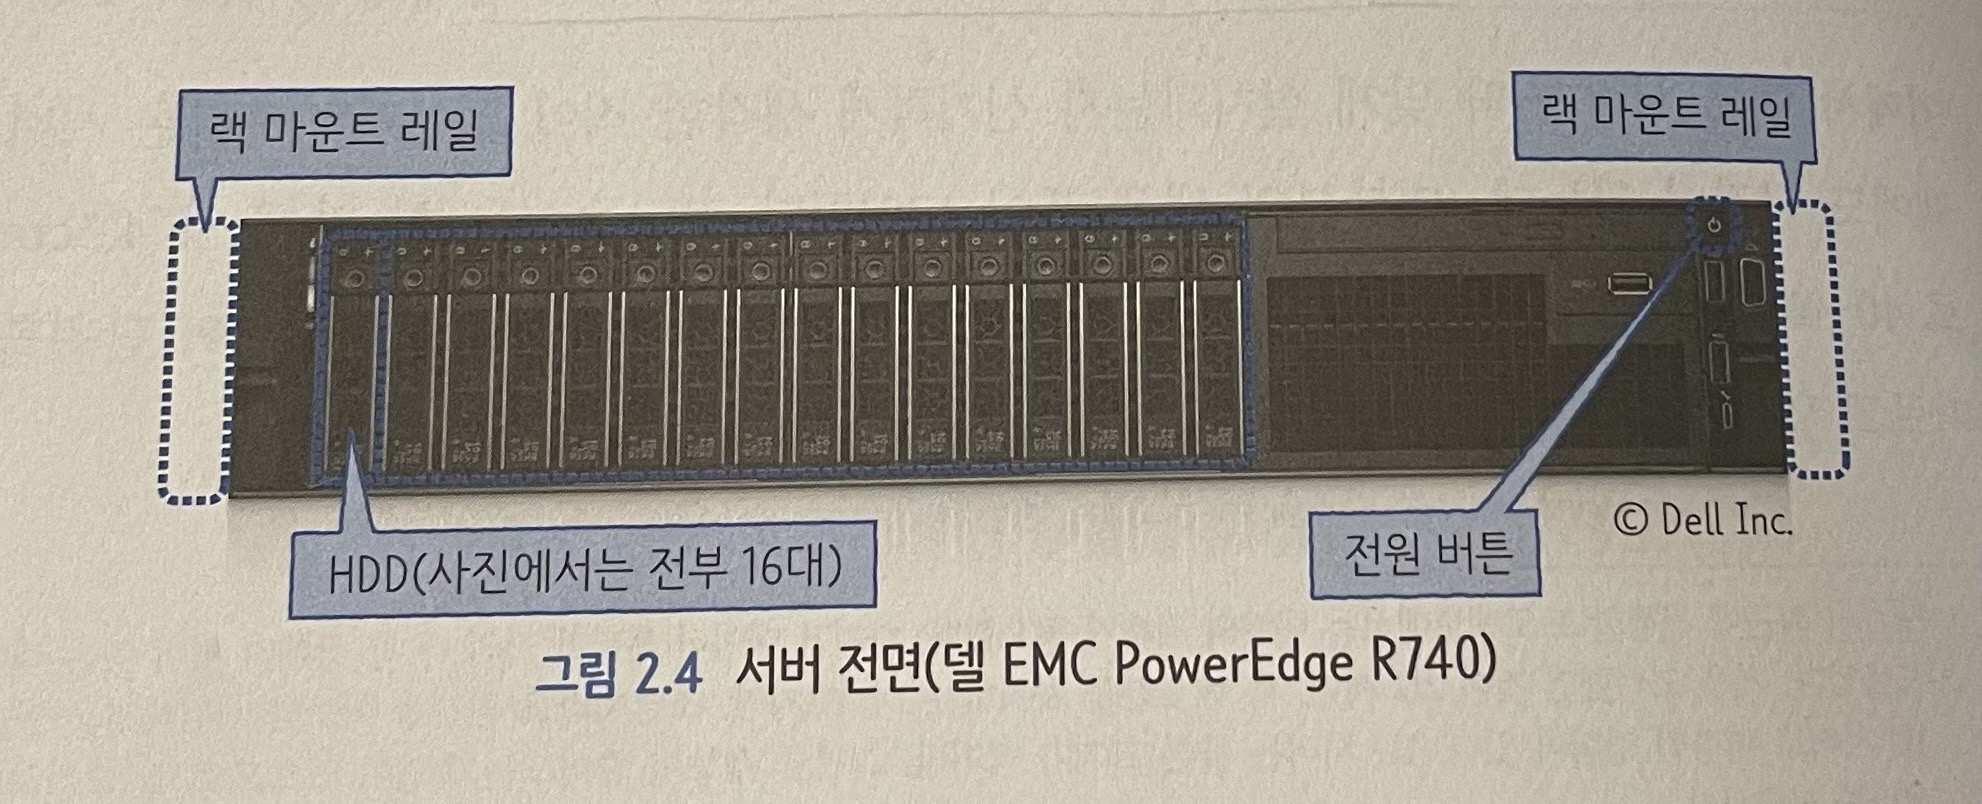 랙 마운트 레일
랙 마운트 레일
HDD(사진에서는 전부 16대)
전원 버튼
© Dell Inc.
그림 2.4 서버 전면(델 EMC PowerEdge R740)